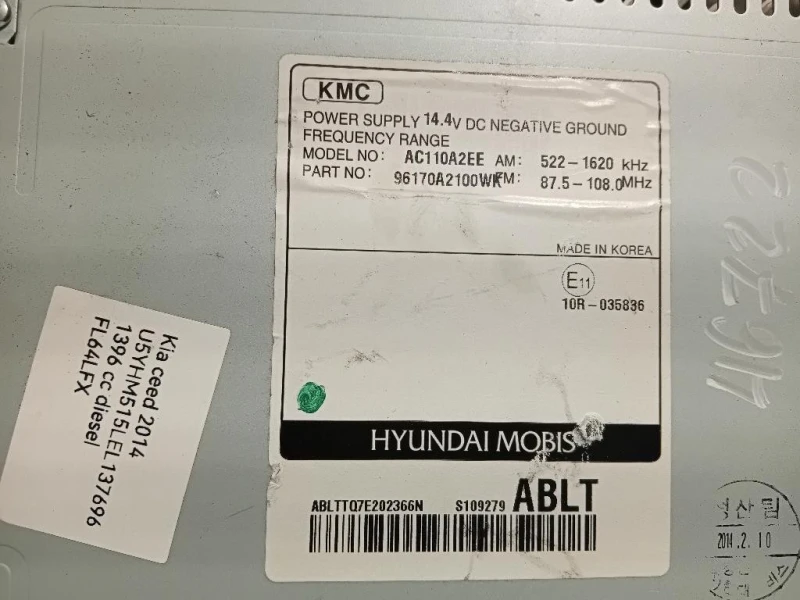 KMC
POWER SUPPLY 14.4V DC NEGATIVE GROUND
FREQUENCY RANGE
MODEL NO: AC110A2EE AM: 522-1620 kHz
PART NO: 96170A2100WK FM: 87.5-108.0MHz
MADE IN KOREA
E11
10R-035836
HYUNDAI MOBIS
ABLTTQ7E202366N S109279 ABLT
Kia ceed 2014
U5YHM515LEL137696
1396 cc diesel
FL64LFX
2014.2.10